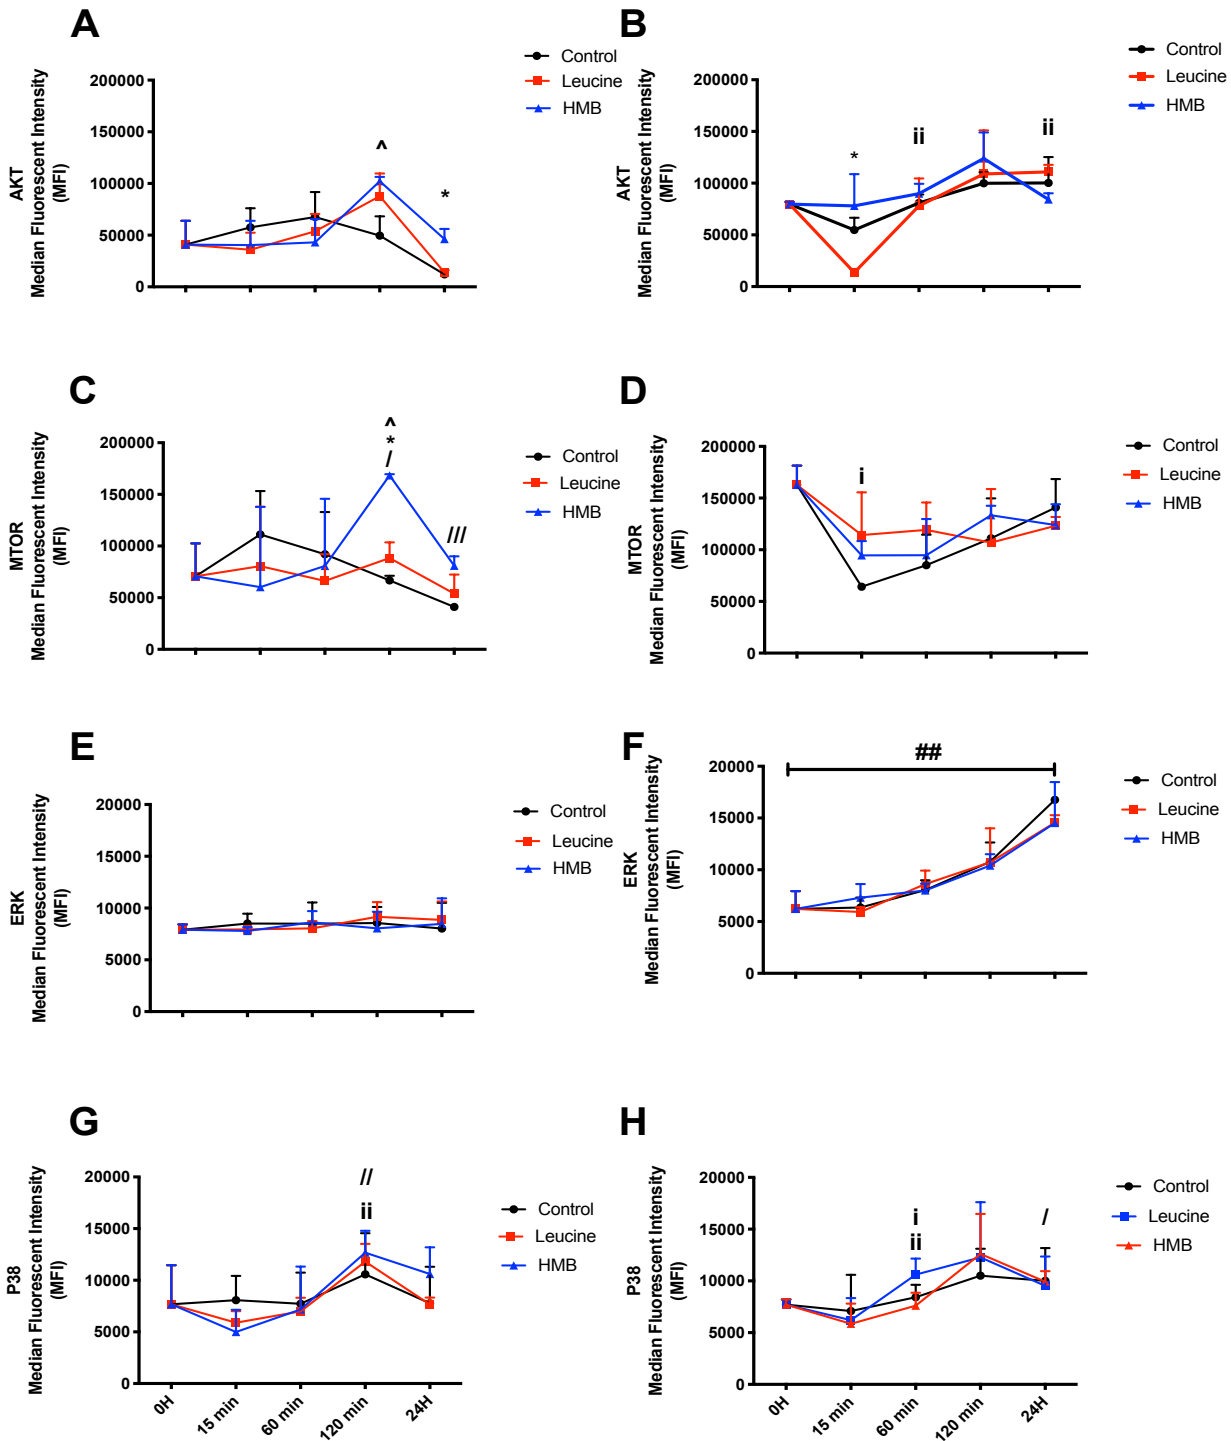 A
Control
Leucine
HMB
AKT
Median Fluorescent Intensity
(MFI)
200000
150000
100000
50000
0
^
*
B
Control
Leucine
HMB
AKT
Median Fluorescent Intensity
(MFI)
200000
150000
100000
50000
0
*
ii
ii
C
Control
Leucine
HMB
MTOR
Median Fluorescent Intensity
(MFI)
200000
150000
100000
50000
0
^
*
/
///
D
Control
Leucine
HMB
MTOR
Median Fluorescent Intensity
(MFI)
200000
150000
100000
50000
0
i
E
Control
Leucine
HMB
ERK
Median Fluorescent Intensity
(MFI)
20000
15000
10000
5000
0
F
##
Control
Leucine
HMB
ERK
Median Fluorescent Intensity
(MFI)
20000
15000
10000
5000
0
G
Control
Leucine
HMB
P38
Median Fluorescent Intensity
(MFI)
20000
15000
10000
5000
0
//
ii
0H
15 min
60 min
120 min
24H
H
Control
Leucine
HMB
P38
Median Fluorescent Intensity
(MFI)
20000
15000
10000
5000
0
i
ii
/
0H
15 min
60 min
120 min
24H